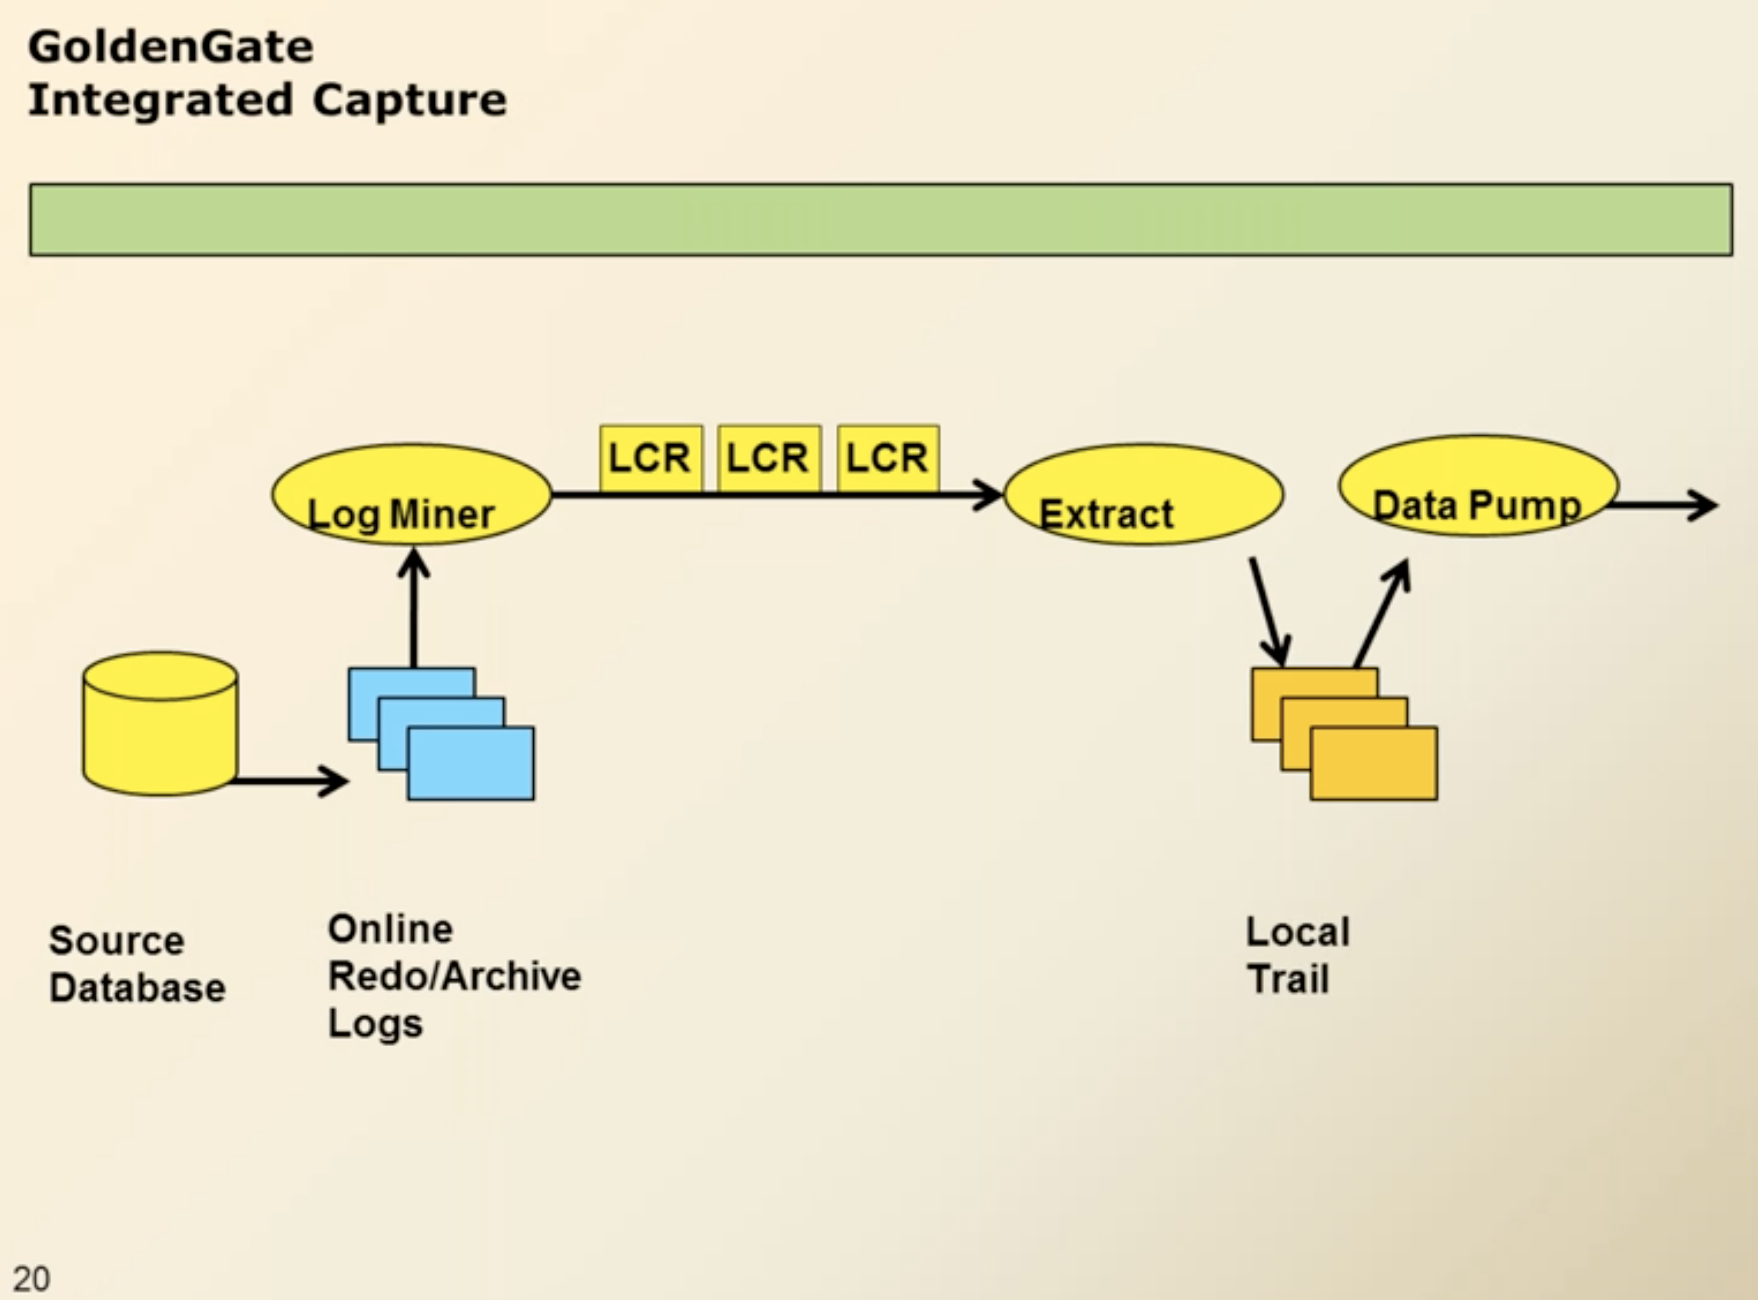 GoldenGate
Integrated Capture
LCR LCR LCR
Log Miner
Extract
Data Pump
Source
Database
Online
Redo/Archive
Logs
Local
Trail
20